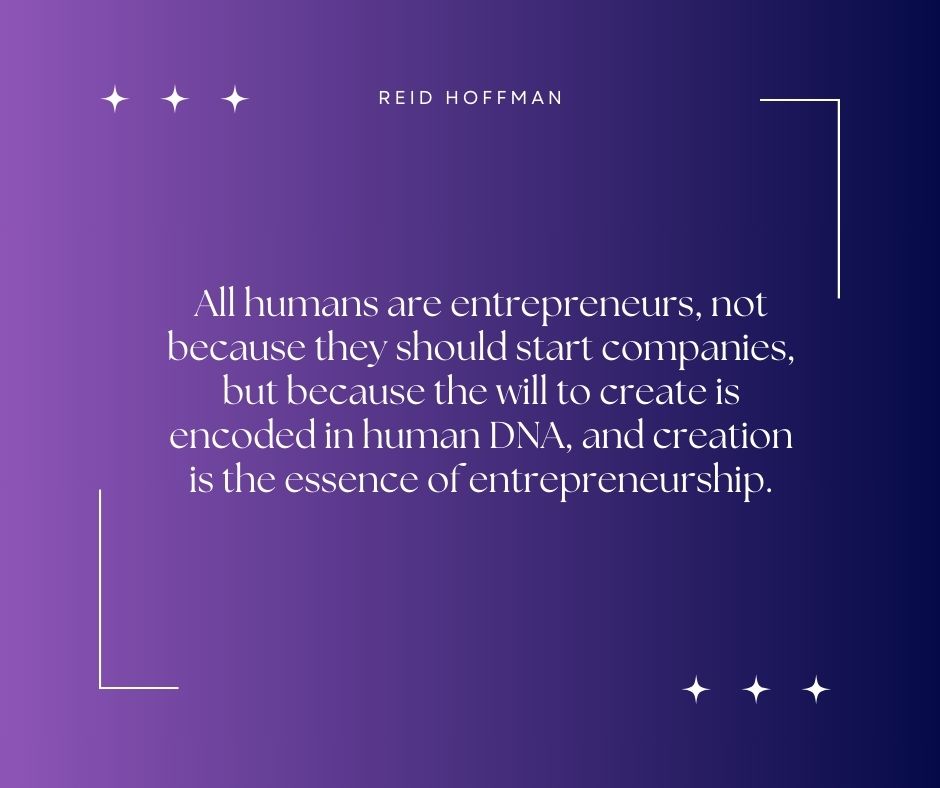 REID HOFFMAN
All humans are entrepreneurs, not
because they should start companies,
but because the will to create is
encoded in human DNA, and creation
is the essence of entrepreneurship.